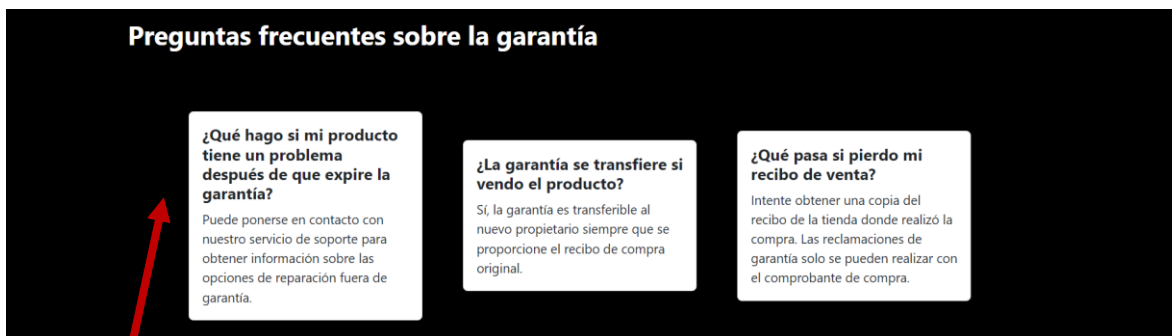 Preguntas frecuentes sobre la garantía
¿Qué hago si mi producto
tiene un problema
después de que expire la
garantía?
Puede ponerse en contacto con
nuestro servicio de soporte para
obtener información sobre las
opciones de reparación fuera de
garantía.
¿La garantía se transfiere si
vendo el producto?
Sí, la garantía es transferible al
nuevo propietario siempre que se
proporcione el recibo de compra
original.
¿Qué pasa si pierdo mi
recibo de venta?
Intente obtener una copia del
recibo de la tienda donde realizó la
compra. Las reclamaciones de
garantía solo se pueden realizar con
el comprobante de compra.